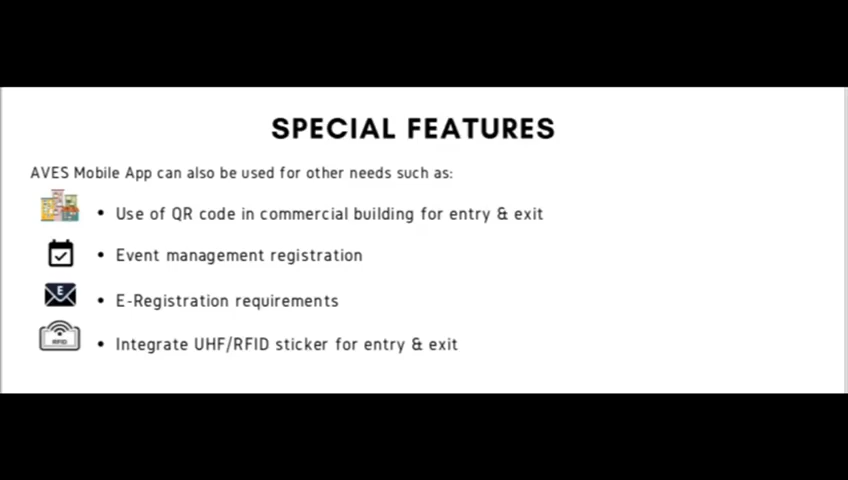 SPECIAL FEATURES
AVES Mobile App can also be used for other needs such as:
• Use of QR code in commercial building for entry & exit
• Event management registration
E
• E-Registration requirements
RFID
• Integrate UHF/RFID sticker for entry & exit